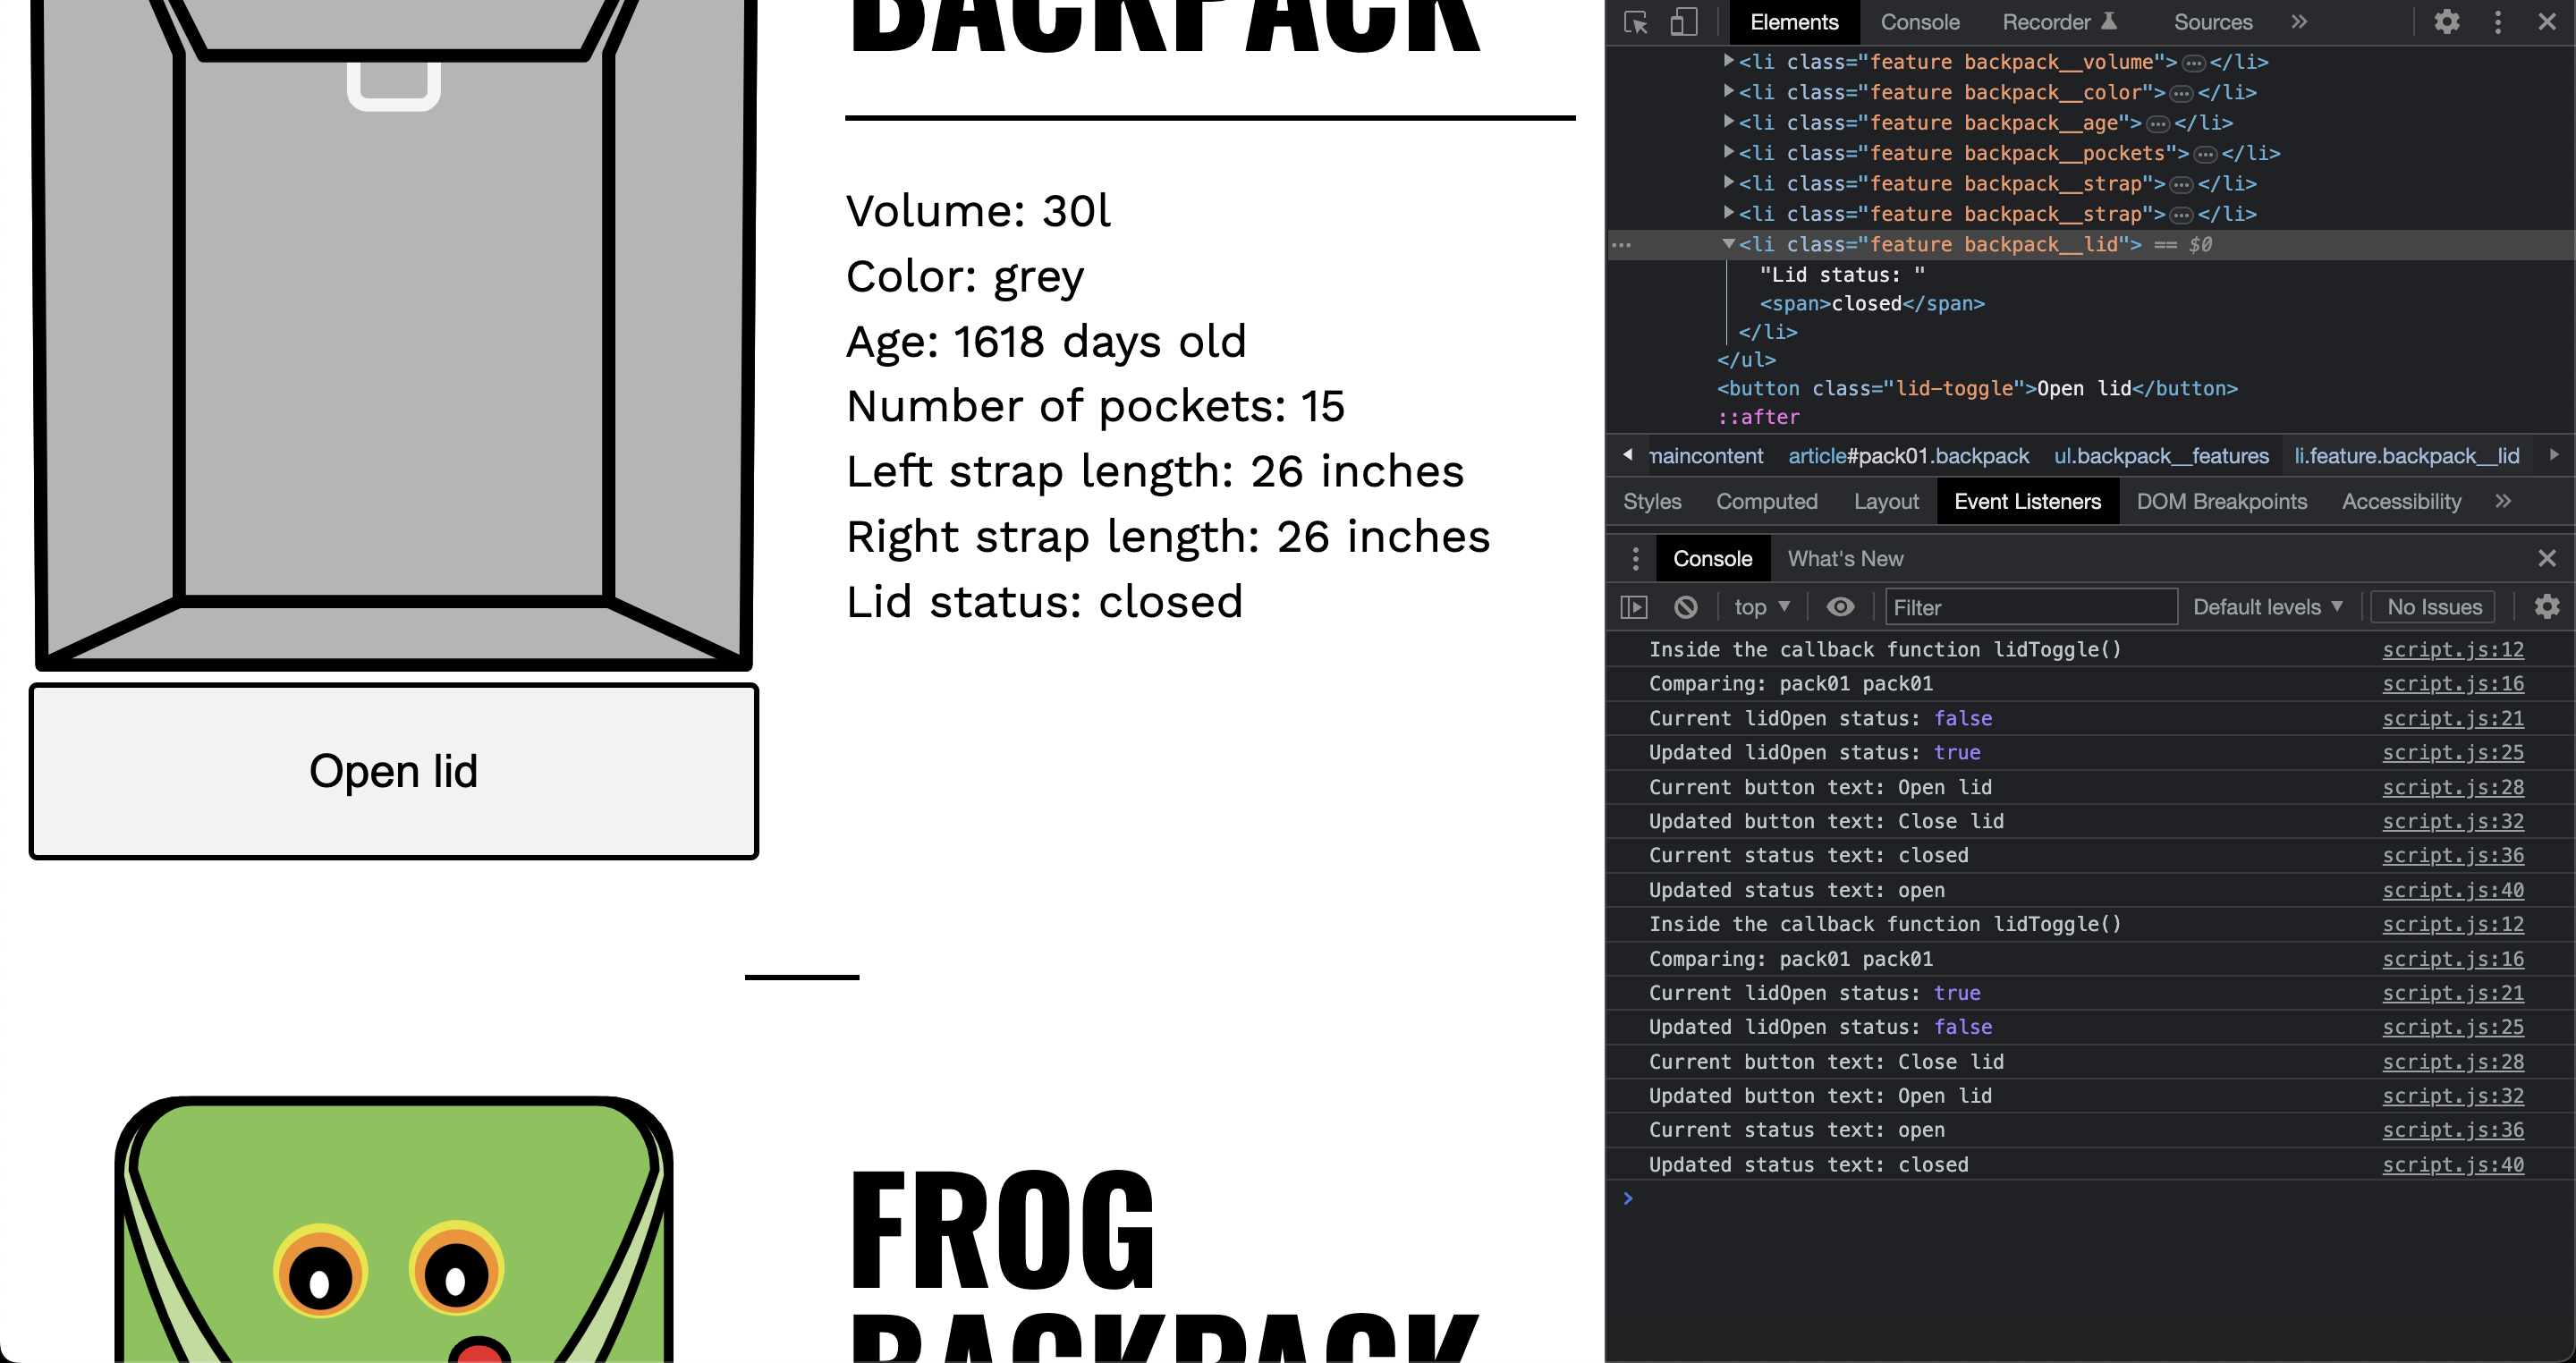 BACKPACK
Volume: 30l
Color: grey
Age: 1618 days old
Number of pockets: 15
Left strap length: 26 inches
Right strap length: 26 inches
Lid status: closed
Open lid
FROG
BACKPACK
Elements Console Recorder Sources »
<li class="feature backpack__volume">…</li>
<li class="feature backpack__color">…</li>
<li class="feature backpack__age">…</li>
<li class="feature backpack__pockets">…</li>
<li class="feature backpack__strap">…</li>
<li class="feature backpack__strap">…</li>
<li class="feature backpack__lid"> == $0
"Lid status: "
<span>closed</span>
</li>
</ul>
<button class="lid-toggle">Open lid</button>
::after
maincontent article#pack01.backpack ul.backpack__features li.feature.backpack__lid
Styles Computed Layout Event Listeners DOM Breakpoints Accessibility »
Console What's New
top Filter Default levels No Issues
Inside the callback function lidToggle() script.js:12
Comparing: pack01 pack01 script.js:16
Current lidOpen status: false script.js:21
Updated lidOpen status: true script.js:25
Current button text: Open lid script.js:28
Updated button text: Close lid script.js:32
Current status text: closed script.js:36
Updated status text: open script.js:40
Inside the callback function lidToggle() script.js:12
Comparing: pack01 pack01 script.js:16
Current lidOpen status: true script.js:21
Updated lidOpen status: false script.js:25
Current button text: Close lid script.js:28
Updated button text: Open lid script.js:32
Current status text: open script.js:36
Updated status text: closed script.js:40